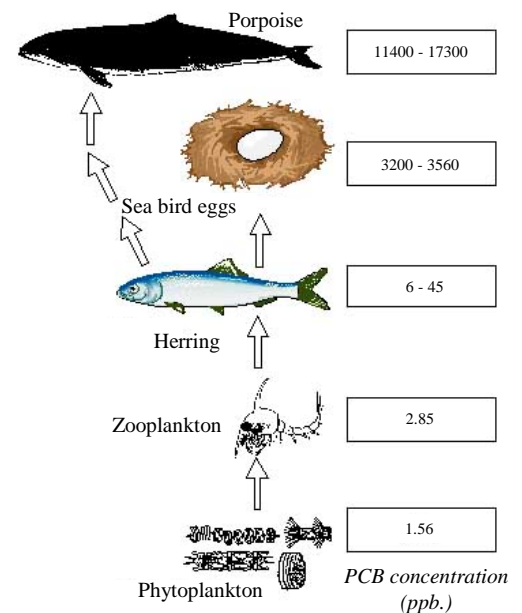 Porpoise
11400 - 17300
3200 - 3560
Sea bird eggs
6 - 45
Herring
Zooplankton
2.85
1.56
Phytoplankton
PCB concentration
(ppb.)